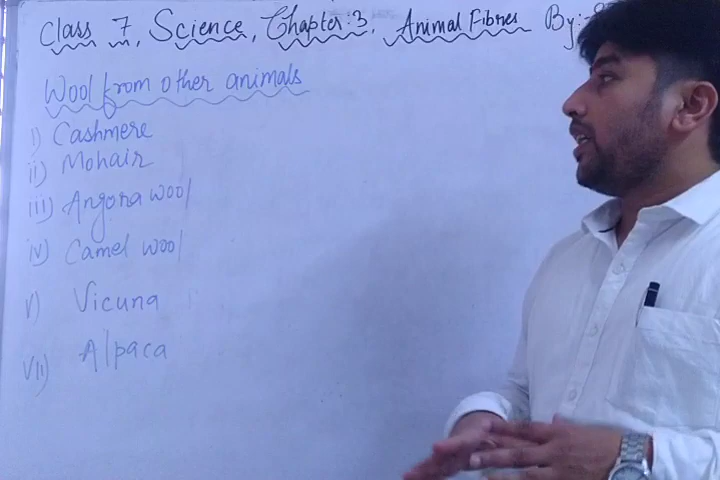 Class 7, Science, Chapter:3, Animal Fibres By:-
Wool from other animals
i) Cashmere
ii) Mohair
iii) Angora wool
iv) Camel wool
v) Vicuna
vii) Alpaca